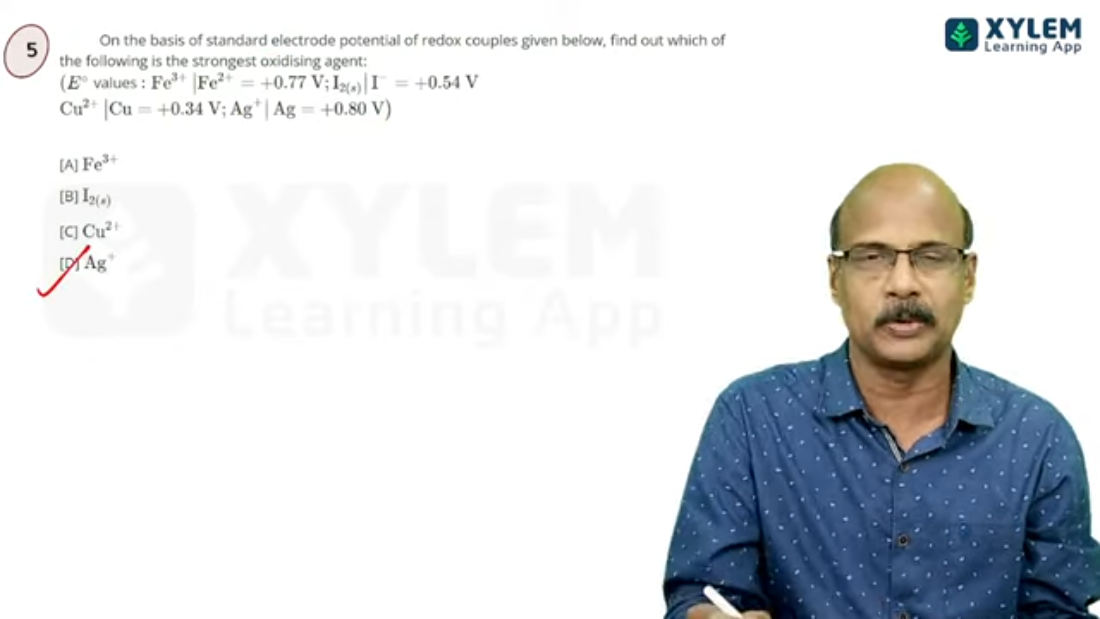 XYLEM
Learning App
5
On the basis of standard electrode potential of redox couples given below, find out which of
the following is the strongest oxidising agent:
(E° values : Fe³⁺ |Fe²⁺ = +0.77 V; I₂₍ₛ₎| I⁻ = +0.54 V
Cu²⁺ |Cu = +0.34 V; Ag⁺| Ag = +0.80 V)
[A] Fe³⁺
[B] I₂₍ₛ₎
[C] Cu²⁺
[D] Ag⁺
XYLEM
Learning App